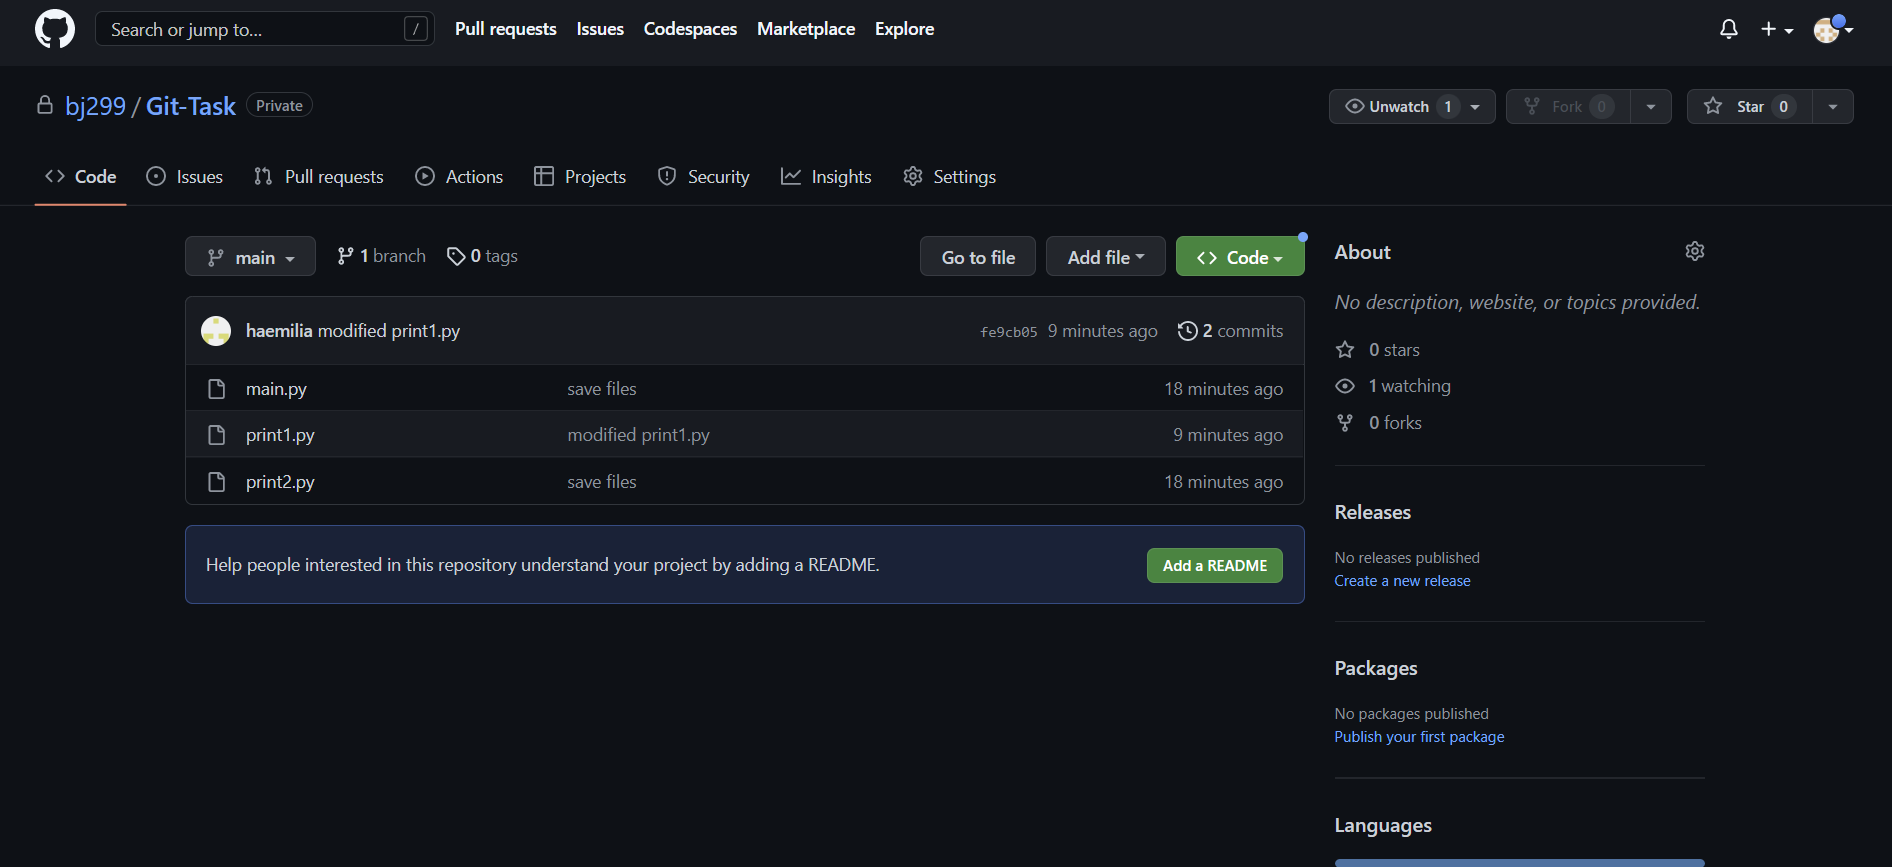 Search or jump to... /
Pull requests Issues Codespaces Marketplace Explore
bj299 / Git-Task Private
Unwatch 1 Fork 0 Star 0
Code Issues Pull requests Actions Projects Security Insights Settings
main 1 branch 0 tags
Go to file Add file Code
haemilia modified print1.py fe9cb05 9 minutes ago 2 commits
main.py save files 18 minutes ago
print1.py modified print1.py 9 minutes ago
print2.py save files 18 minutes ago
Help people interested in this repository understand your project by adding a README. Add a README
About
No description, website, or topics provided.
0 stars
1 watching
0 forks
Releases
No releases published
Create a new release
Packages
No packages published
Publish your first package
Languages